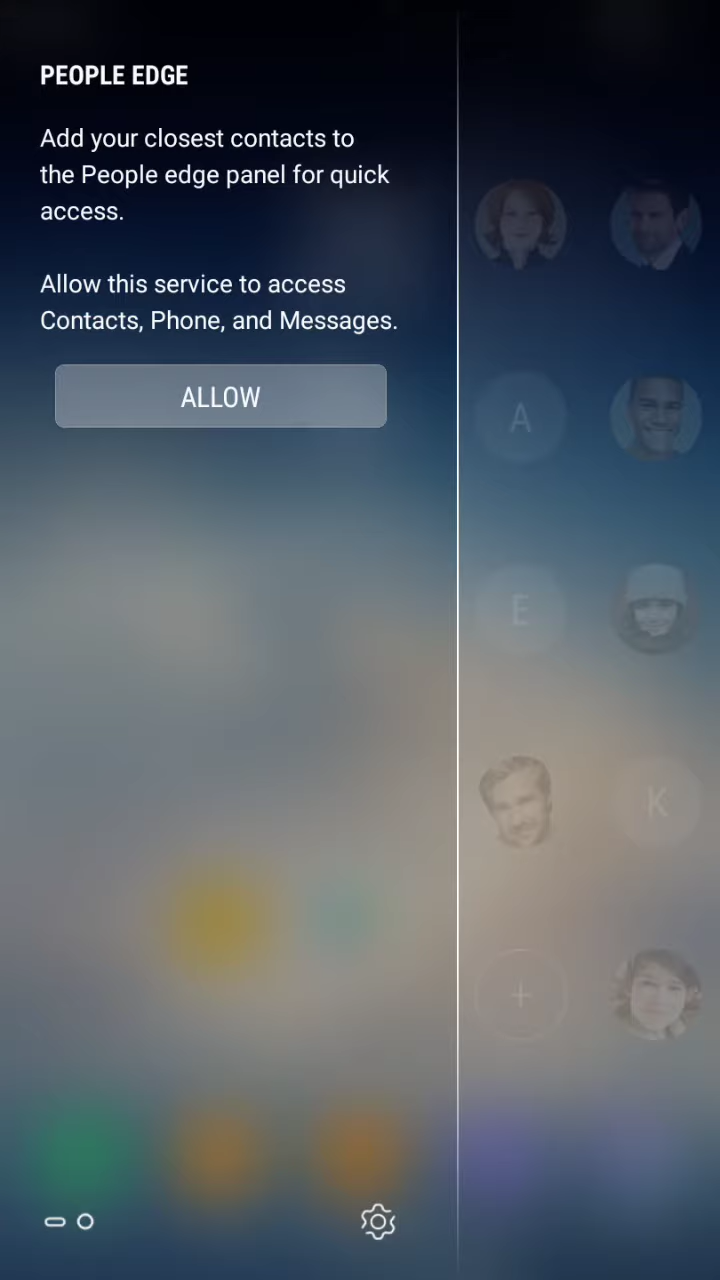 PEOPLE EDGE
Add your closest contacts to
the People edge panel for quick
access.
Allow this service to access
Contacts, Phone, and Messages.
ALLOW
A
E
K
+